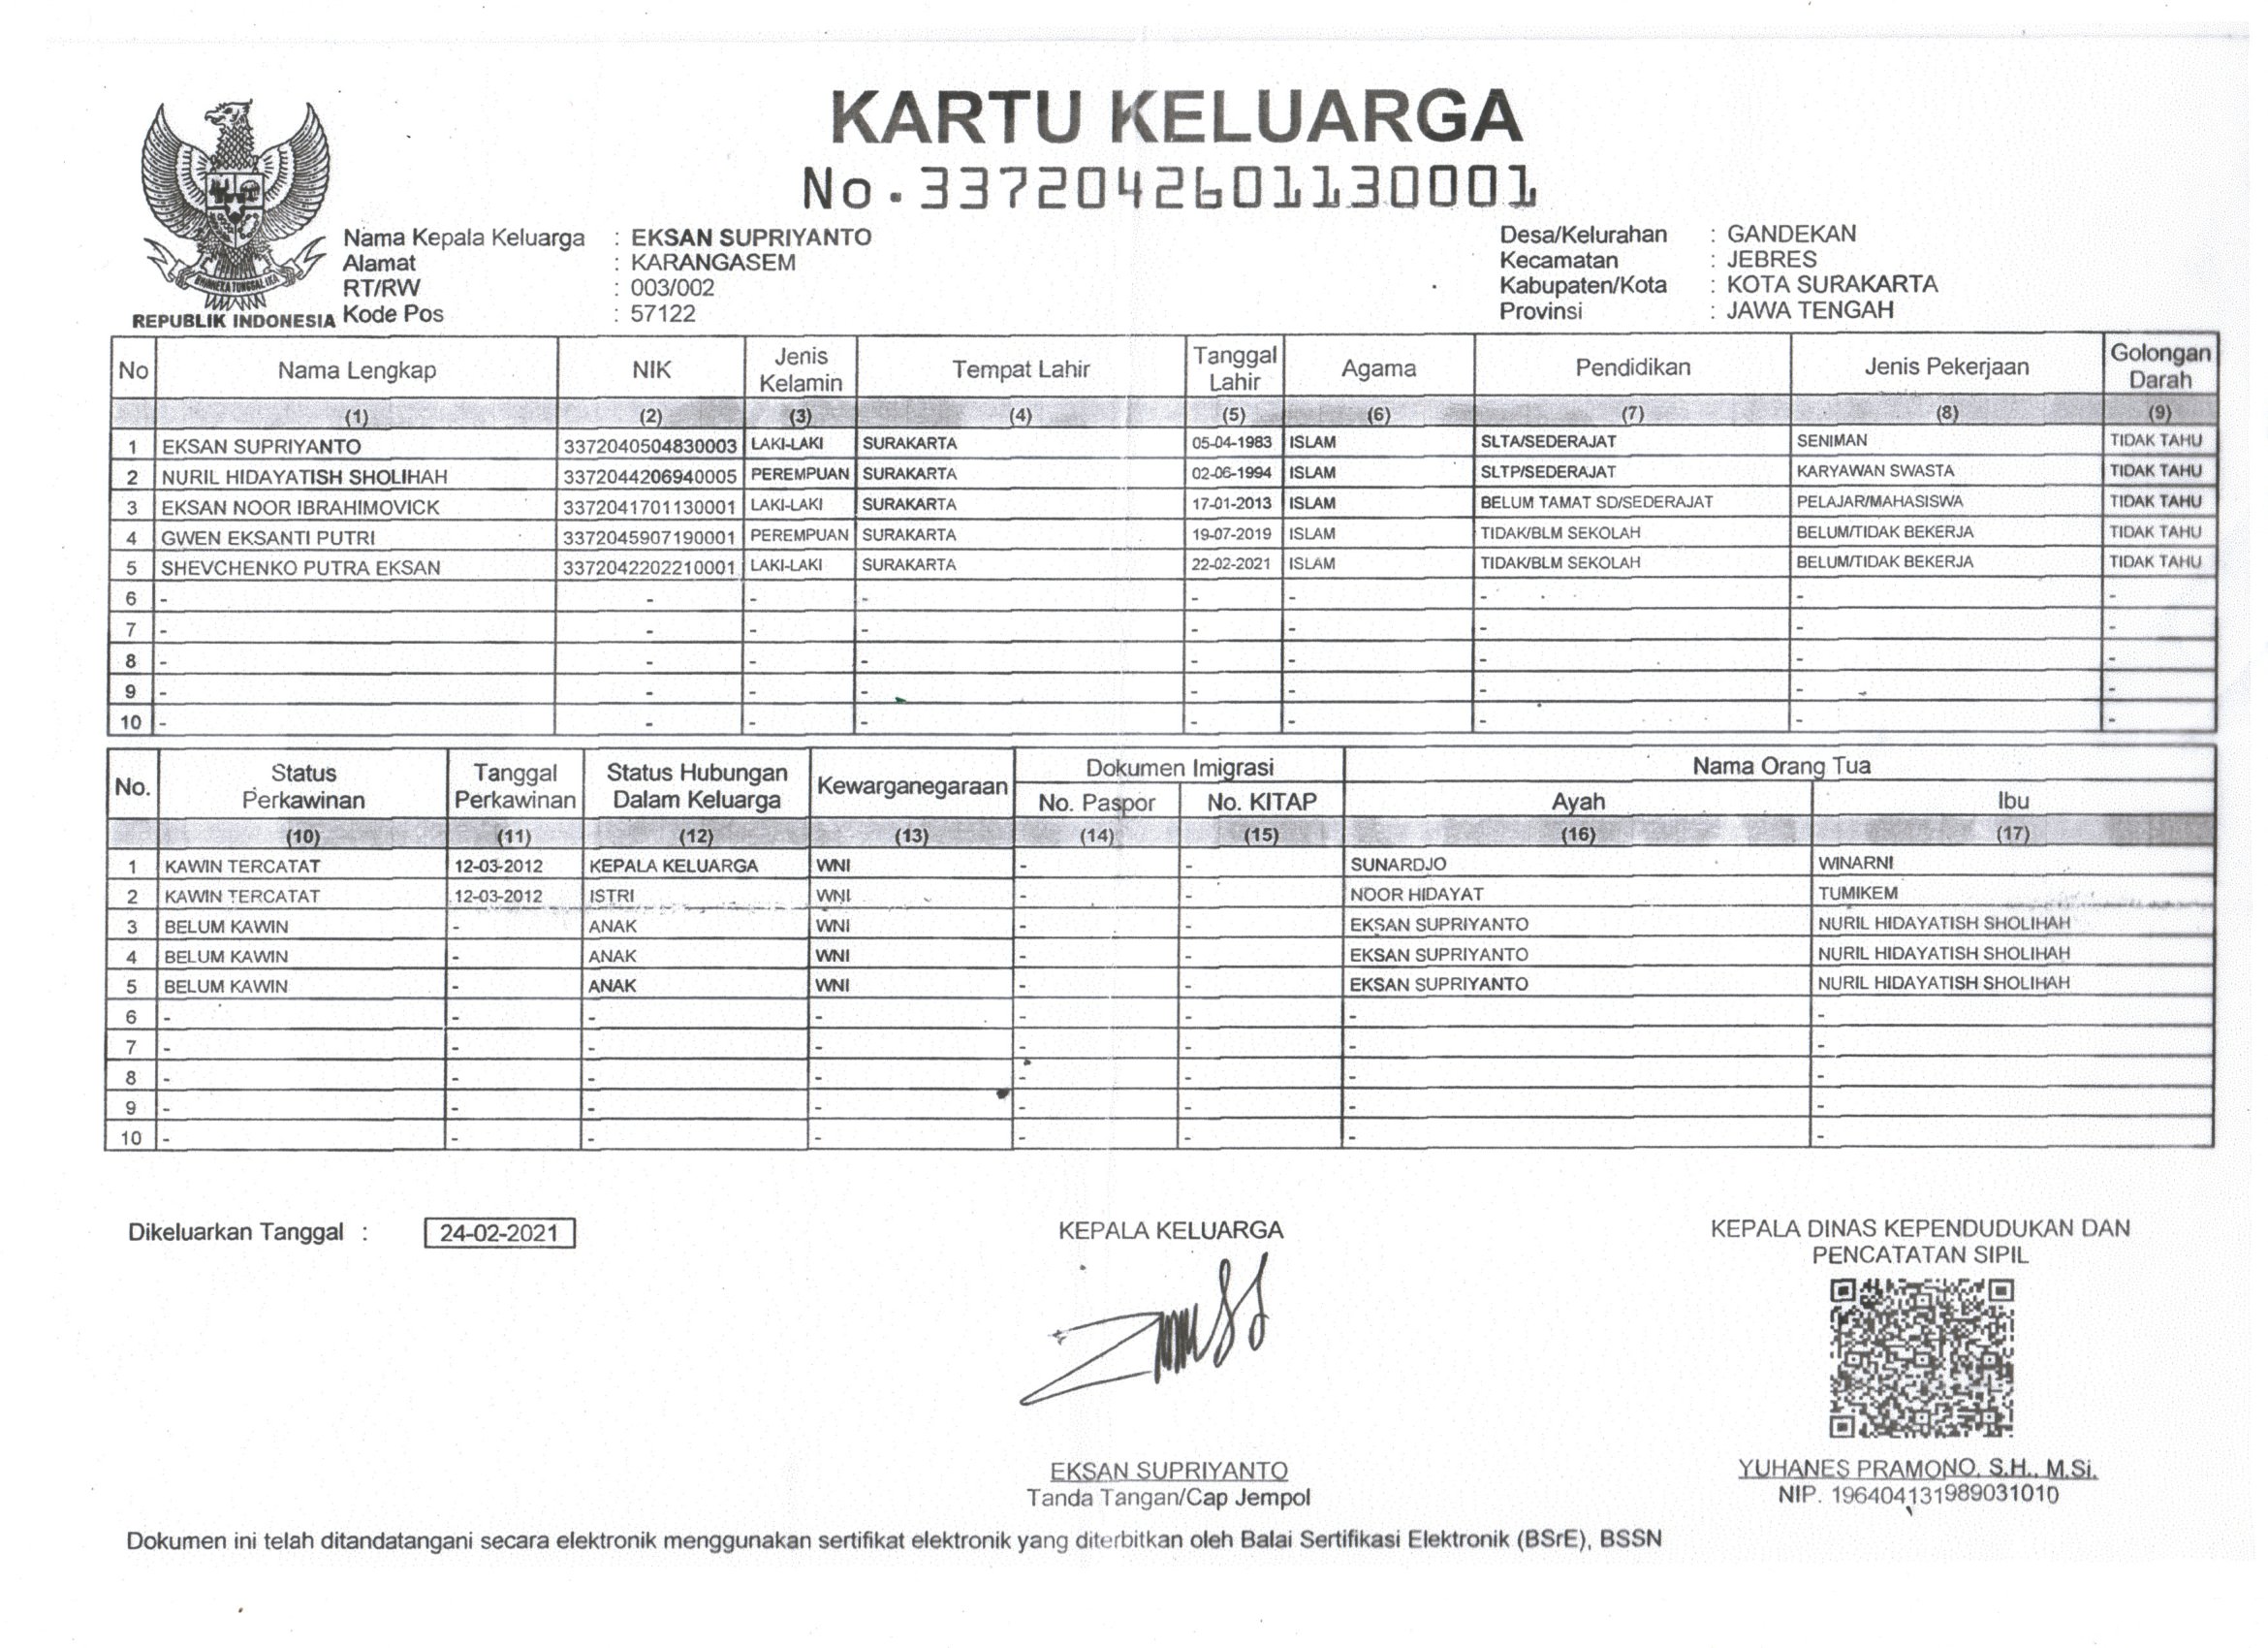 KARTU KELUARGA
No.3372042601130001
Nama Kepala Keluarga : EKSAN SUPRIYANTO
Alamat : KARANGASEM
RT/RW : 003/002
Kode Pos : 57122
Desa/Kelurahan : GANDEKAN
Kecamatan : JEBRES
Kabupaten/Kota : KOTA SURAKARTA
Provinsi : JAWA TENGAH
BHINNEKA TUNGGAL IKA
REPUBLIK INDONESIA
No Nama Lengkap NIK Jenis Kelamin Tempat Lahir Tanggal Lahir Agama Pendidikan Jenis Pekerjaan Golongan Darah
(1) (2) (3) (4) (5) (6) (7) (8) (9)
1 EKSAN SUPRIYANTO 3372040504830003 LAKI-LAKI SURAKARTA 05-04-1983 ISLAM SLTA/SEDERAJAT SENIMAN TIDAK TAHU
2 NURIL HIDAYATISH SHOLIHAH 3372044206940005 PEREMPUAN SURAKARTA 02-06-1994 ISLAM SLTP/SEDERAJAT KARYAWAN SWASTA TIDAK TAHU
3 EKSAN NOOR IBRAHIMOVICK 3372041701130001 LAKI-LAKI SURAKARTA 17-01-2013 ISLAM BELUM TAMAT SD/SEDERAJAT PELAJAR/MAHASISWA TIDAK TAHU
4 GWEN EKSANTI PUTRI 3372045907190001 PEREMPUAN SURAKARTA 19-07-2019 ISLAM TIDAK/BLM SEKOLAH BELUM/TIDAK BEKERJA TIDAK TAHU
5 SHEVCHENKO PUTRA EKSAN 3372042202210001 LAKI-LAKI SURAKARTA 22-02-2021 ISLAM TIDAK/BLM SEKOLAH BELUM/TIDAK BEKERJA TIDAK TAHU
6 - - - - - - - - -
7 - - - - - - - - -
8 - - - - - - - - -
9 - - - - - - - - -
10 - - - - - - - - -
No. Status Perkawinan Tanggal Perkawinan Status Hubungan Dalam Keluarga Kewarganegaraan Dokumen Imigrasi Nama Orang Tua
No. Paspor No. KITAP Ayah Ibu
(10) (11) (12) (13) (14) (15) (16) (17)
1 KAWIN TERCATAT 12-03-2012 KEPALA KELUARGA WNI - - SUNARDJO WINARNI
2 KAWIN TERCATAT 12-03-2012 ISTRI WNI - - NOOR HIDAYAT TUMIKEM
3 BELUM KAWIN - ANAK WNI - - EKSAN SUPRIYANTO NURIL HIDAYATISH SHOLIHAH
4 BELUM KAWIN - ANAK WNI - - EKSAN SUPRIYANTO NURIL HIDAYATISH SHOLIHAH
5 BELUM KAWIN - ANAK WNI - - EKSAN SUPRIYANTO NURIL HIDAYATISH SHOLIHAH
6 - - - - - - - -
7 - - - - - - - -
8 - - - - - - - -
9 - - - - - - - -
10 - - - - - - - -
Dikeluarkan Tanggal : 24-02-2021
KEPALA KELUARGA
EKSAN SUPRIYANTO
Tanda Tangan/Cap Jempol
KEPALA DINAS KEPENDUDUKAN DAN
PENCATATAN SIPIL
YUHANES PRAMONO, S.H., M.Si.
NIP. 196404131989031010
Dokumen ini telah ditandatangani secara elektronik menggunakan sertifikat elektronik yang diterbitkan oleh Balai Sertifikasi Elektronik (BSrE), BSSN